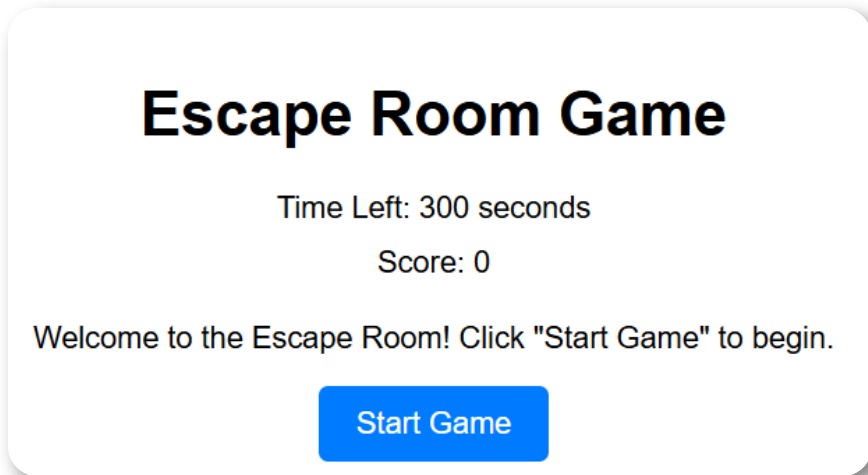 Escape Room Game
Time Left: 300 seconds
Score: 0
Welcome to the Escape Room! Click "Start Game" to begin.
Start Game